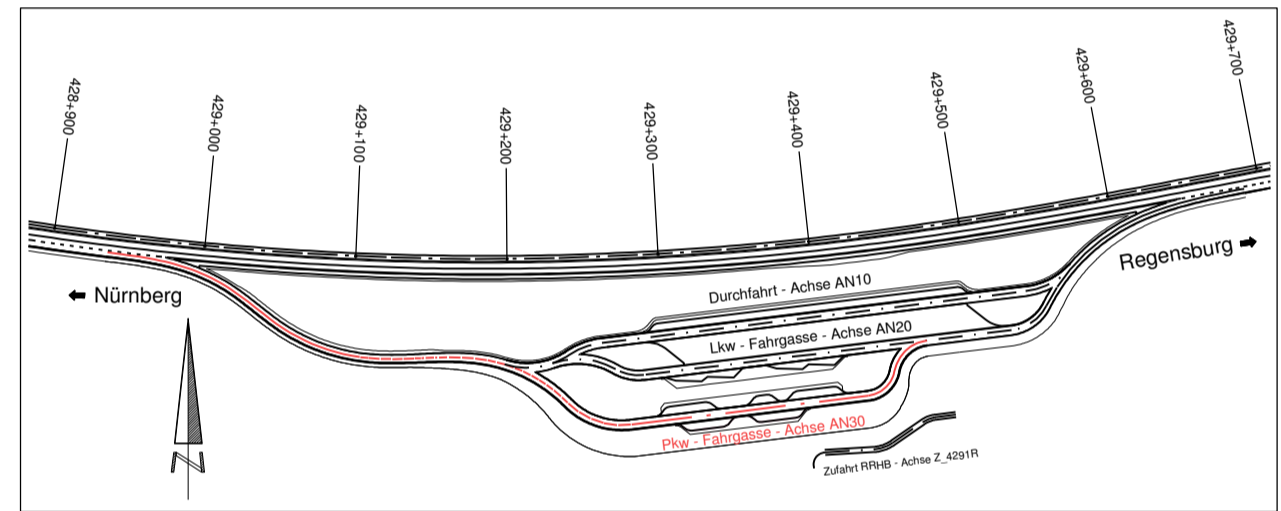 428+900
429+000
429+100
429+200
429+300
429+400
429+500
429+600
429+700
Nürnberg
Regensburg
Durchfahrt - Achse AN10
Lkw - Fahrgasse - Achse AN20
Pkw - Fahrgasse - Achse AN30
Zufahrt RRHB - Achse Z_4291R
N